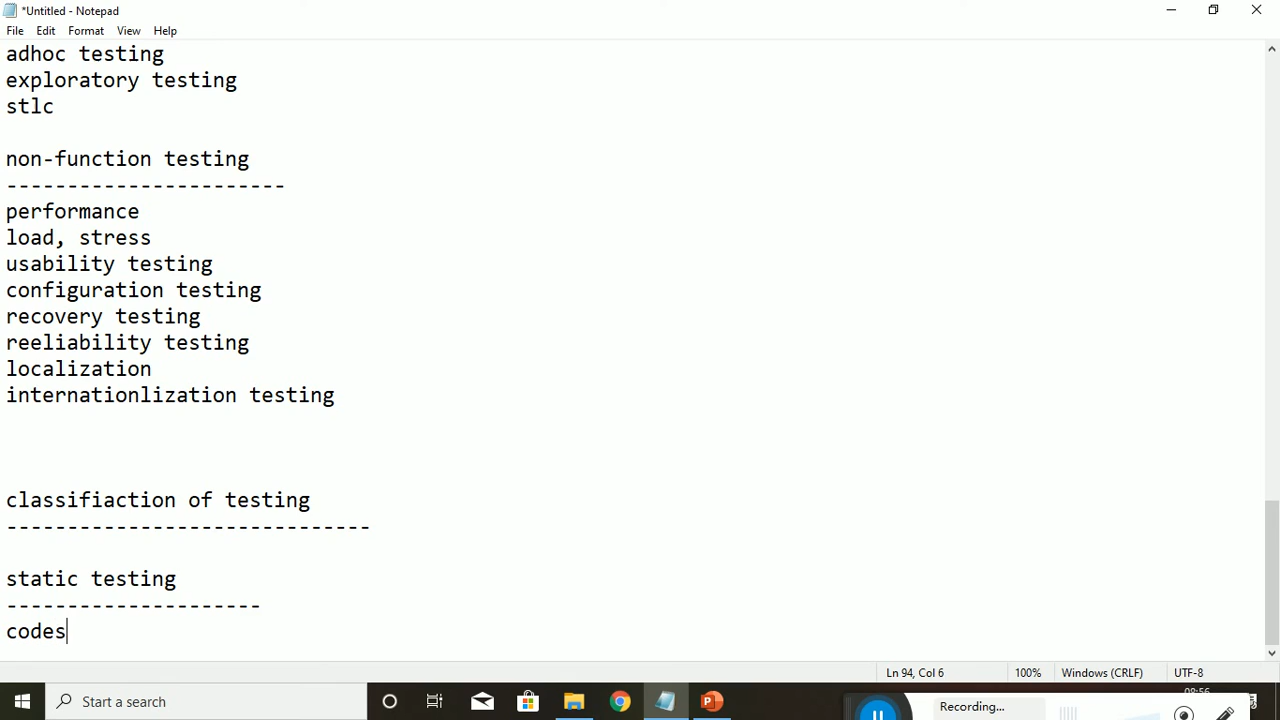 *Untitled - Notepad
File Edit Format View Help
adhoc testing
exploratory testing
stlc
non-function testing
-----------------------
performance
load, stress
usability testing
configuration testing
recovery testing
reeliability testing
localization
internationlization testing
classifiaction of testing
------------------------------
static testing
---------------------
codes
Ln 94, Col 6 100% Windows (CRLF) UTF-8
Start a search
Recording...